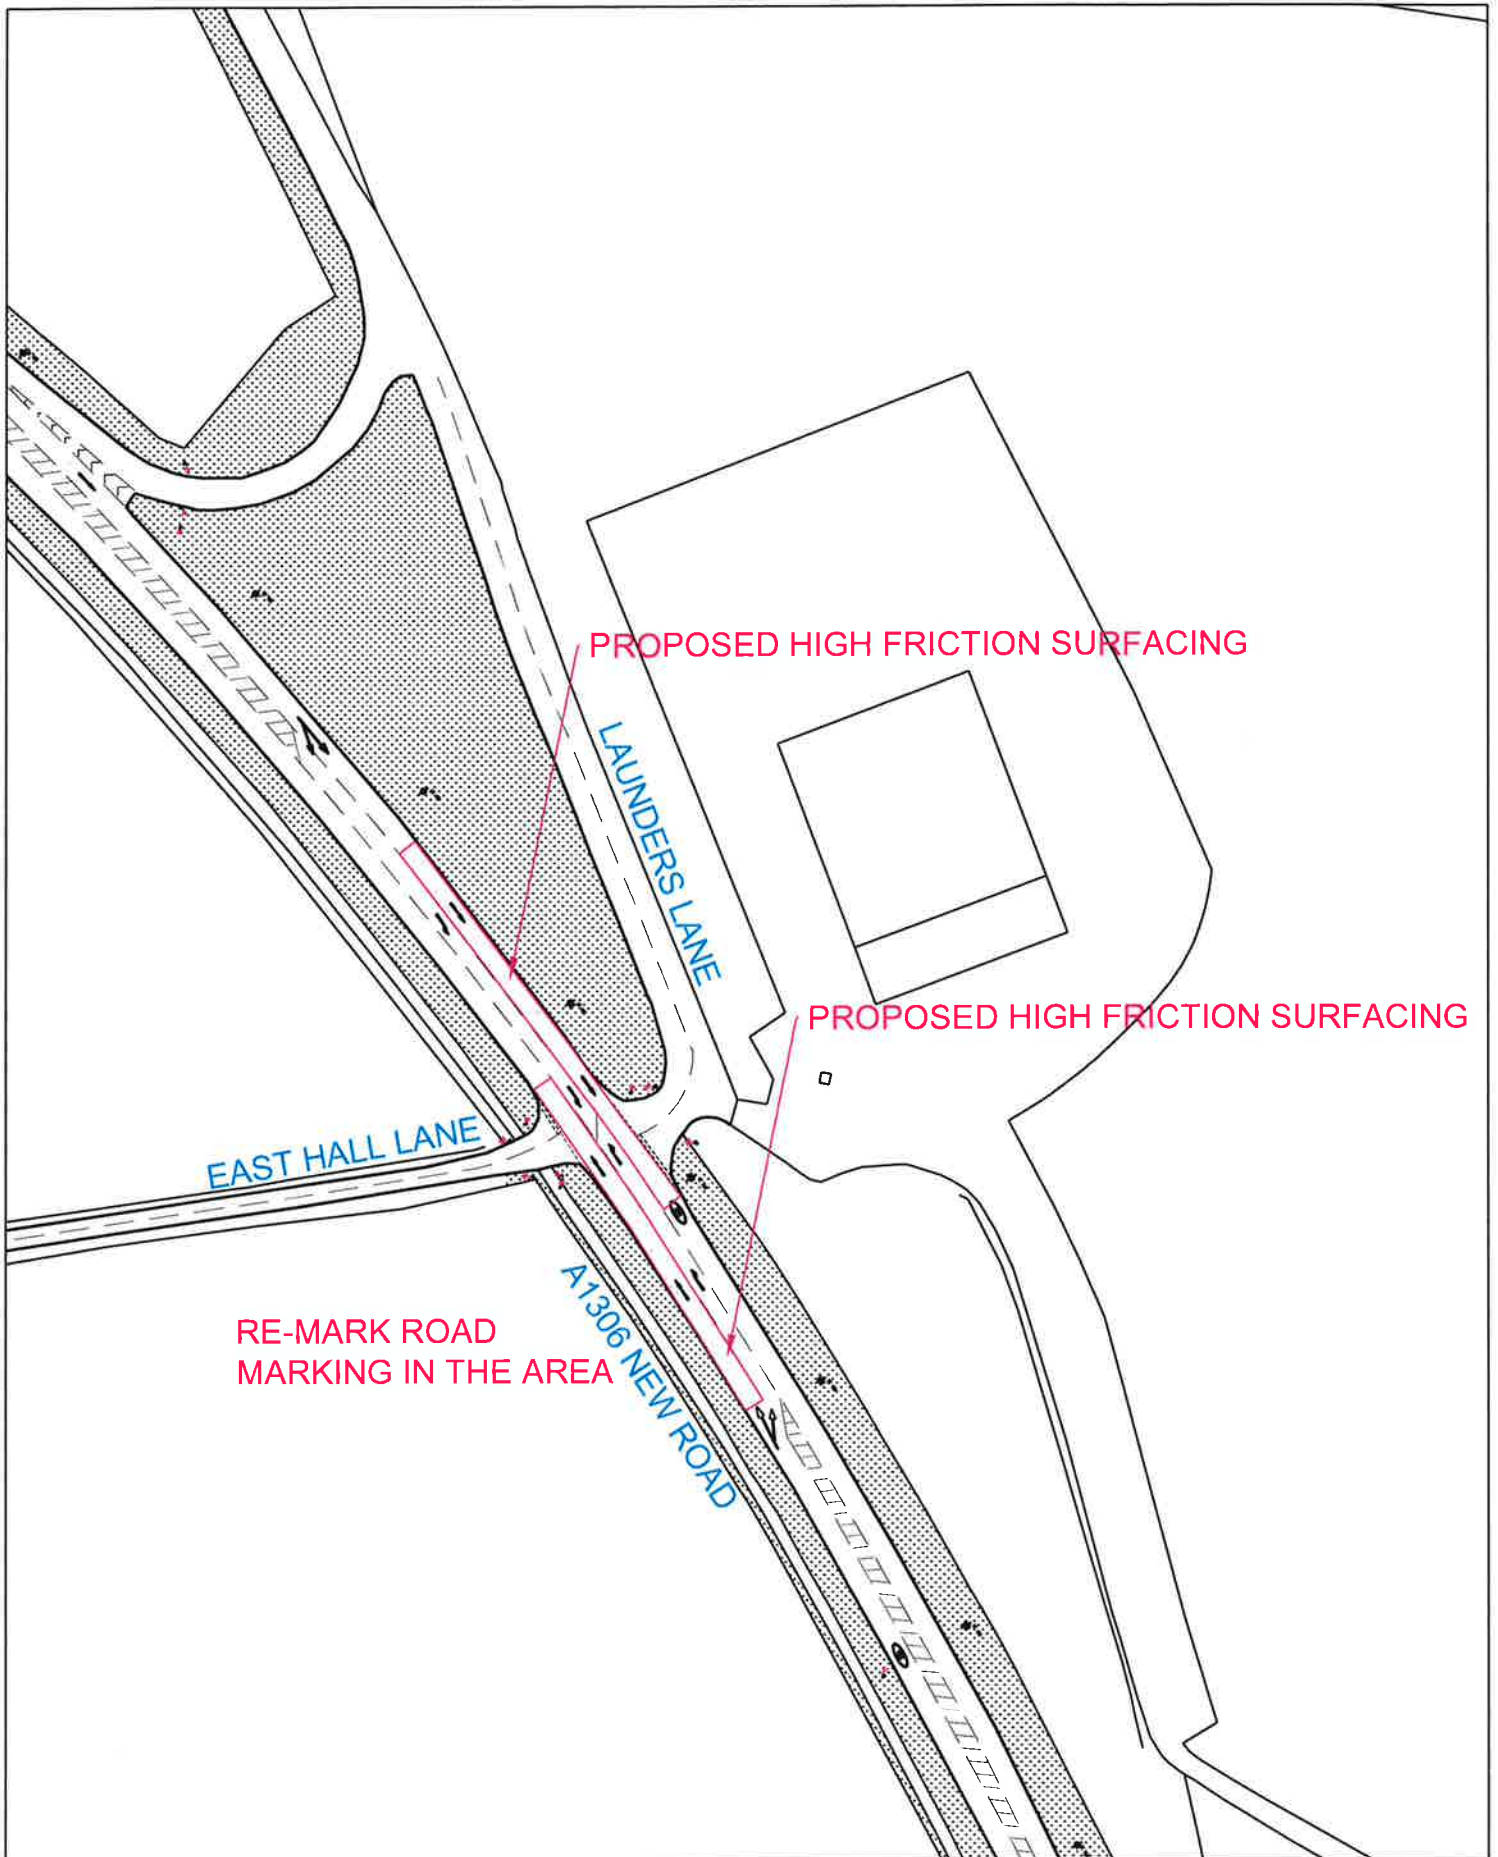 PROPOSED HIGH FRICTION SURFACING
LAUNDERS LANE
PROPOSED HIGH FRICTION SURFACING
EAST HALL LANE
A1306 NEW ROAD
RE-MARK ROAD
MARKING IN THE AREA